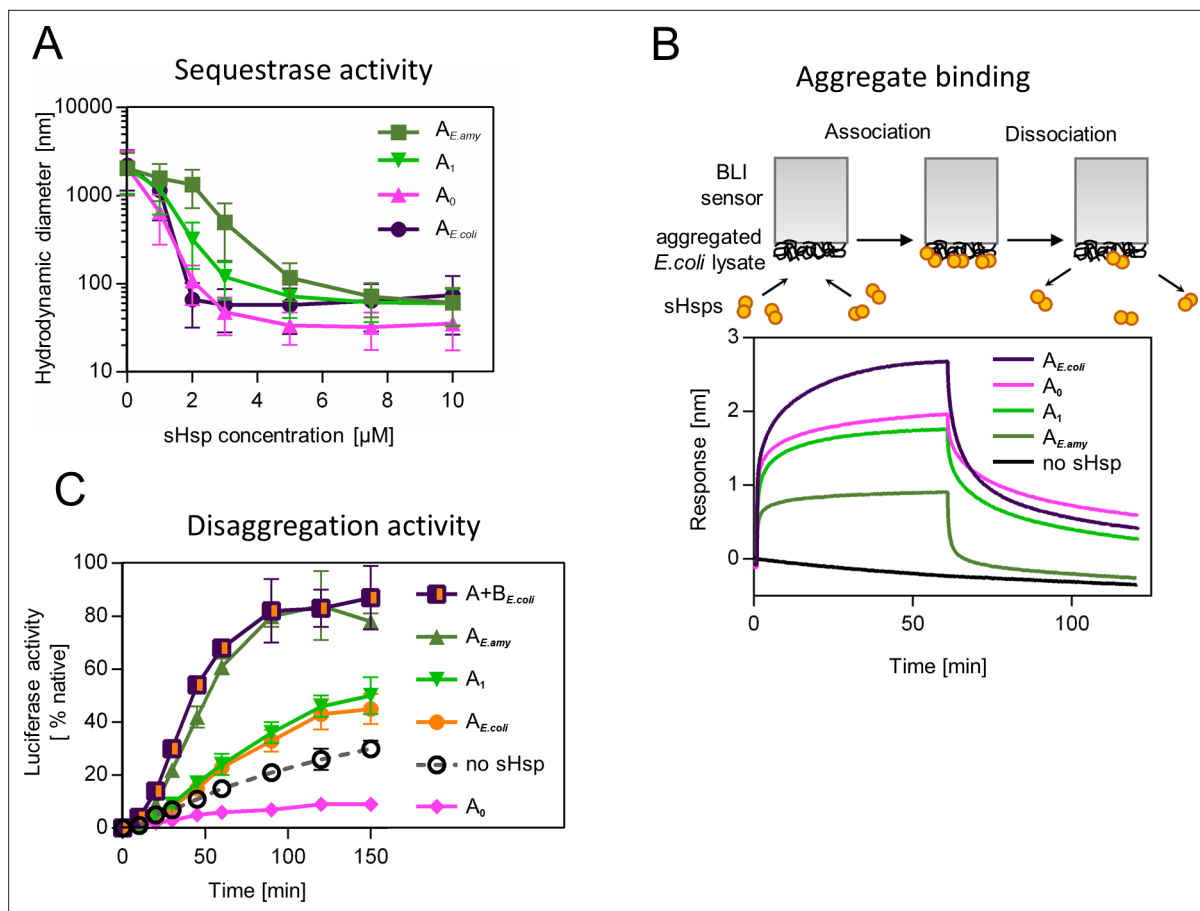 A
Sequestrase activity
Hydrodynamic diameter [nm]
10000
1000
100
10
0
2
4
6
8
10
sHsp concentration [µM]
A E.amy
A1
A0
A E.coli
B
Aggregate binding
Association
Dissociation
BLI
sensor
aggregated
E.coli lysate
sHsps
Response [nm]
3
2
1
0
0
50
100
Time [min]
A E.coli
A0
A1
A E.amy
no sHsp
C
Disaggregation activity
Luciferase activity
[ % native]
100
80
60
40
20
0
0
50
100
150
Time [min]
A+B E.coli
A E.amy
A1
A E.coli
no sHsp
A0